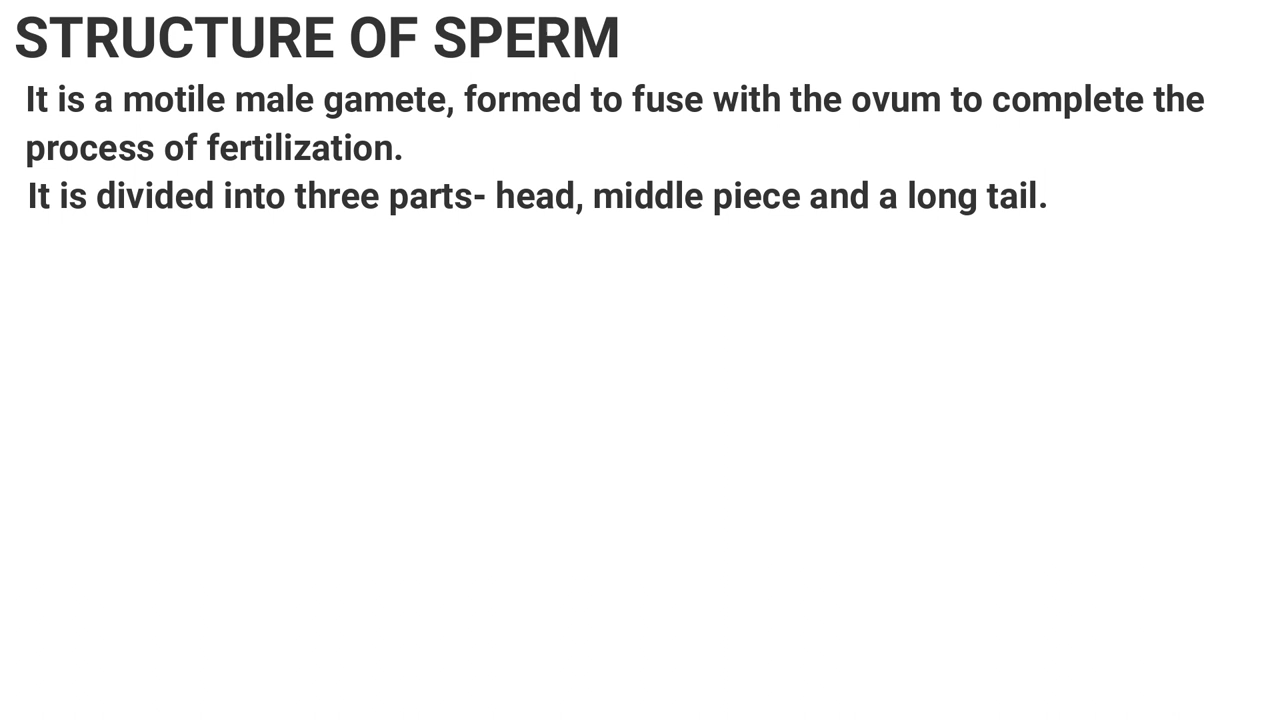 STRUCTURE OF SPERM
It is a motile male gamete, formed to fuse with the ovum to complete the
process of fertilization.
It is divided into three parts- head, middle piece and a long tail.